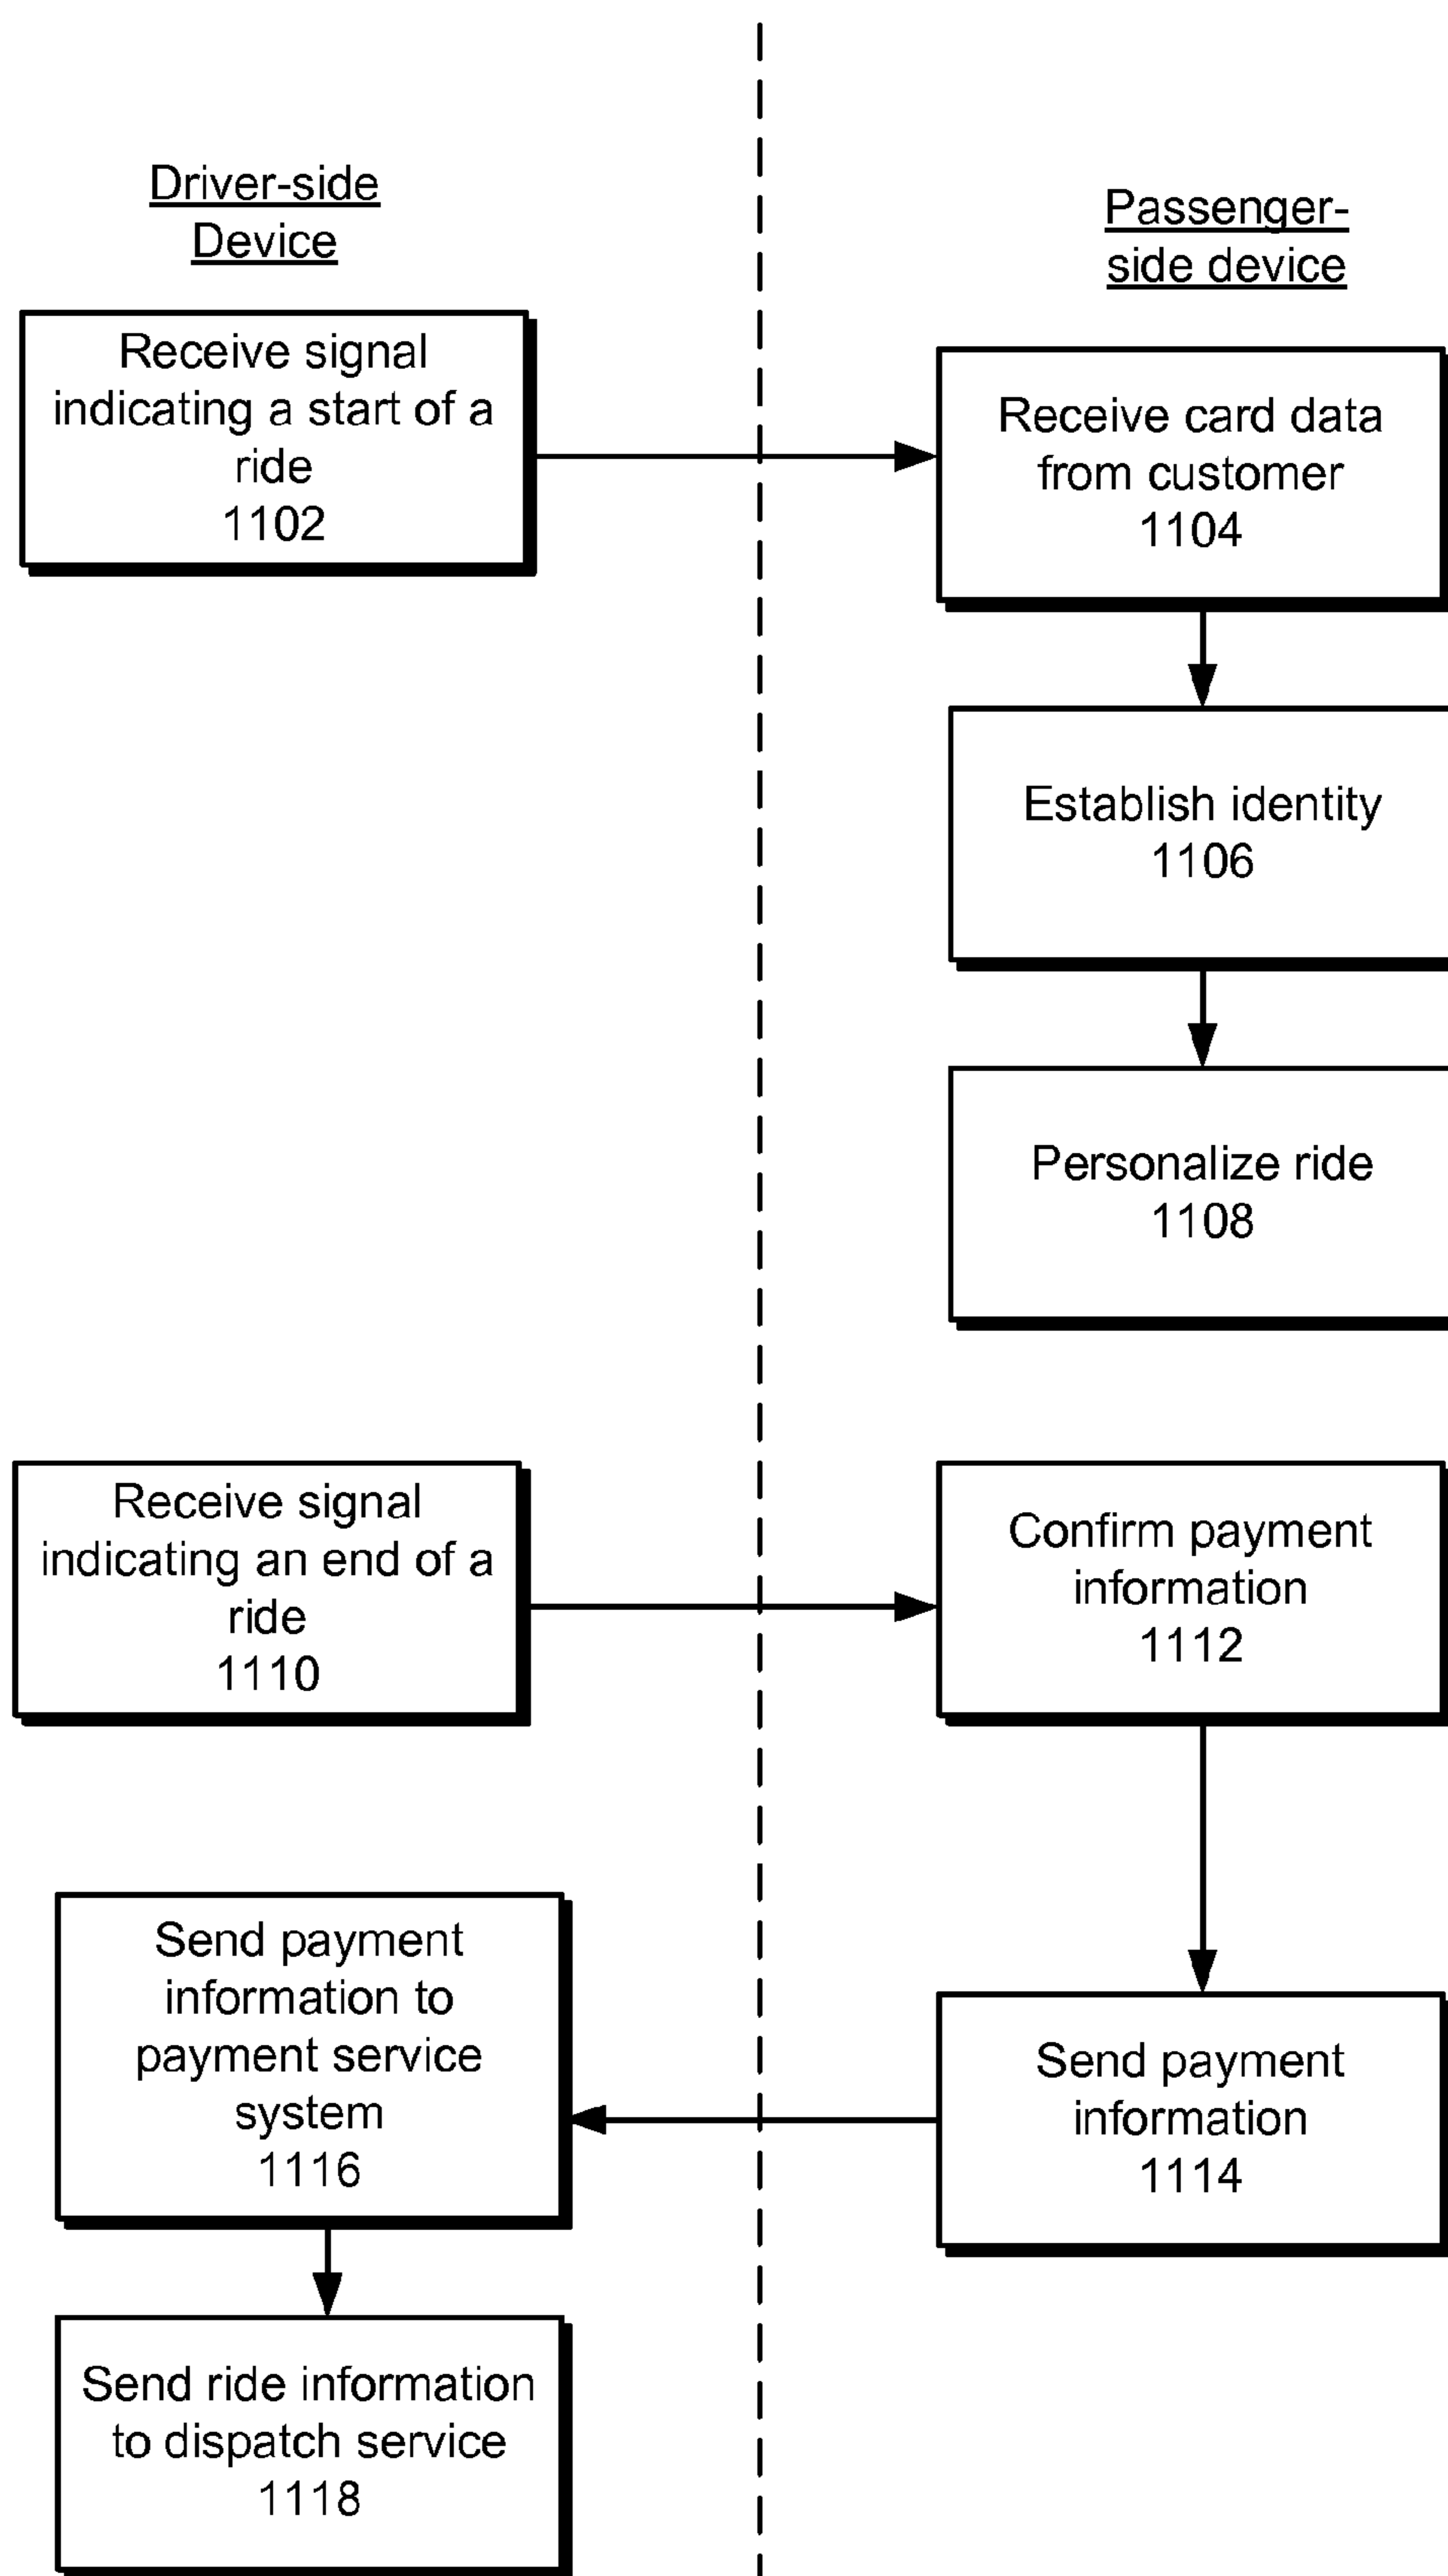 Driver-side
Device
Passenger-
side device
Receive signal
indicating a start of a
ride
1102
Receive card data
from customer
1104
Establish identity
1106
Personalize ride
1108
Receive signal
indicating an end of a
ride
1110
Confirm payment
information
1112
Send payment
information
1114
Send payment
information to
payment service
system
1116
Send ride information
to dispatch service
1118